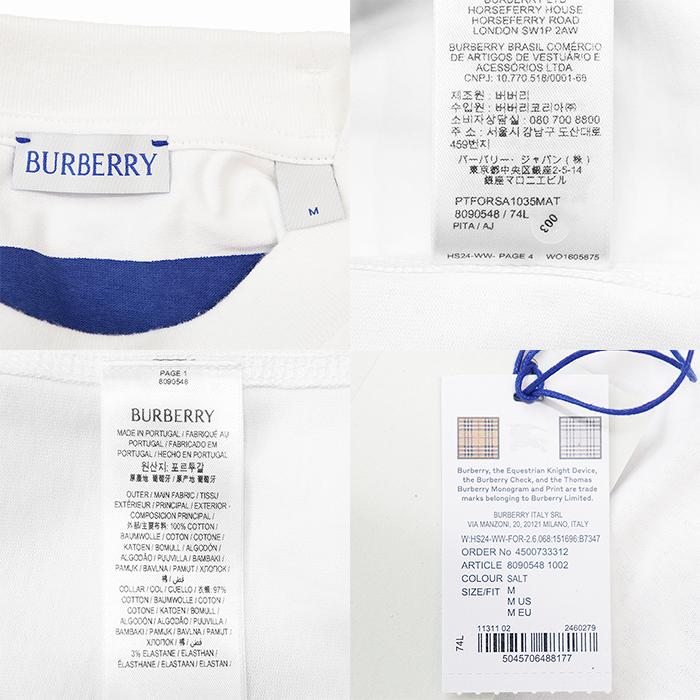 BURBERRY
M
BURBERRY LTD
HORSEFERRY HOUSE
HORSEFERRY ROAD
LONDON SW1P 2AW
BURBERRY BRASIL COMÉRCIO
DE ARTIGOS DE VESTUÁRIO E
ACESSÓRIOS LTDA
CNPJ: 10.770.518/0001-66
제조원 : 버버리
수입원 : 버버리코리아㈜
소비자상담실 : 080 700 8800
주 소 : 서울시강남구 도산대로
459번지
バーバリー・ジャパン(株)
東京都中央区銀座2-5-14
銀座マロニエビル
PTFORSA1035MAT
8090548 / 74L
PITA / AJ
003
HS24-WW- PAGE 4 WO1605875
PAGE 1
8090548
BURBERRY
MADE IN PORTUGAL / FABRIQUÉ AU
PORTUGAL / FABRICADO EM
PORTUGAL / HECHO EN PORTUGAL
원산지: 포르투갈
原産地 葡萄牙 / 原产地 葡萄牙
OUTER / MAIN FABRIC / TISSU
EXTÉRIEUR / PRINCIPAL / EXTERIOR -
COMPOSICIÓN PRINCIPAL /
外部/主要布料: 100% COTTON /
BAUMWOLLE / COTON / COTONE /
KATOEN / BOMULL / ALGODÓN /
ALGODÃO / PUUVILLA / BAMBAKI /
PAMUK / BAVLNA / ХЛОПОК / 면 /
棉 / قطن
COLLAR / COL / CUELLO / 衣領: 97%
COTTON / BAUMWOLLE / COTON /
COTONE / KATOEN / BOMULL /
ALGODÓN / ALGODÃO / PUUVILLA /
BAMBAKI / PAMUK / BAVLNA /
ХЛОПОК / 면 / 棉 / قطن
3% ELASTANE / ELASTHAN /
ÉLASTHANNE / ELASTAAN / ELASTAN /
Burberry, the Equestrian Knight Device,
the Burberry Check, and the Thomas
Burberry Monogram and Print are trade
marks belonging to Burberry Limited.
BURBERRY ITALY SRL
VIA MANZONI, 20, 20121 MILANO, ITALY
W:HS24-WW-FOR-2.6.068:151696:B7347
ORDER No 4500733312
ARTICLE 8090548 1002
COLOUR SALT
SIZE/FIT M
M US
M EU
74L
11311 02 2460279
5045706488177